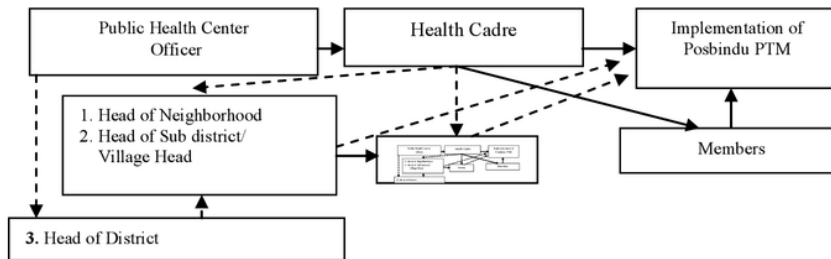 Public Health Center
Officer
Health Cadre
Implementation of
Posbindu PTM
1. Head of Neighborhood
2. Head of Sub district/
Village Head
Members
3. Head of District